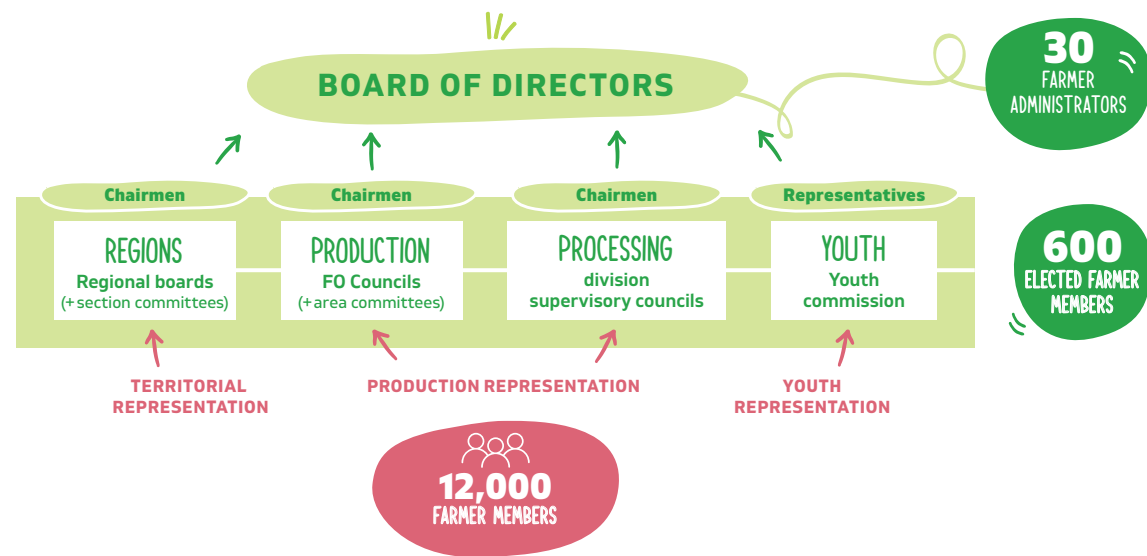 BOARD OF DIRECTORS
30
FARMER
ADMINISTRATORS
Chairmen
REGIONS
Regional boards
(+section committees)
Chairmen
PRODUCTION
FO Councils
(+area committees)
Chairmen
PROCESSING
division
supervisory councils
Representatives
YOUTH
Youth
commission
600
ELECTED FARMER
MEMBERS
TERRITORIAL
REPRESENTATION
PRODUCTION REPRESENTATION
YOUTH
REPRESENTATION
12,000
FARMER MEMBERS